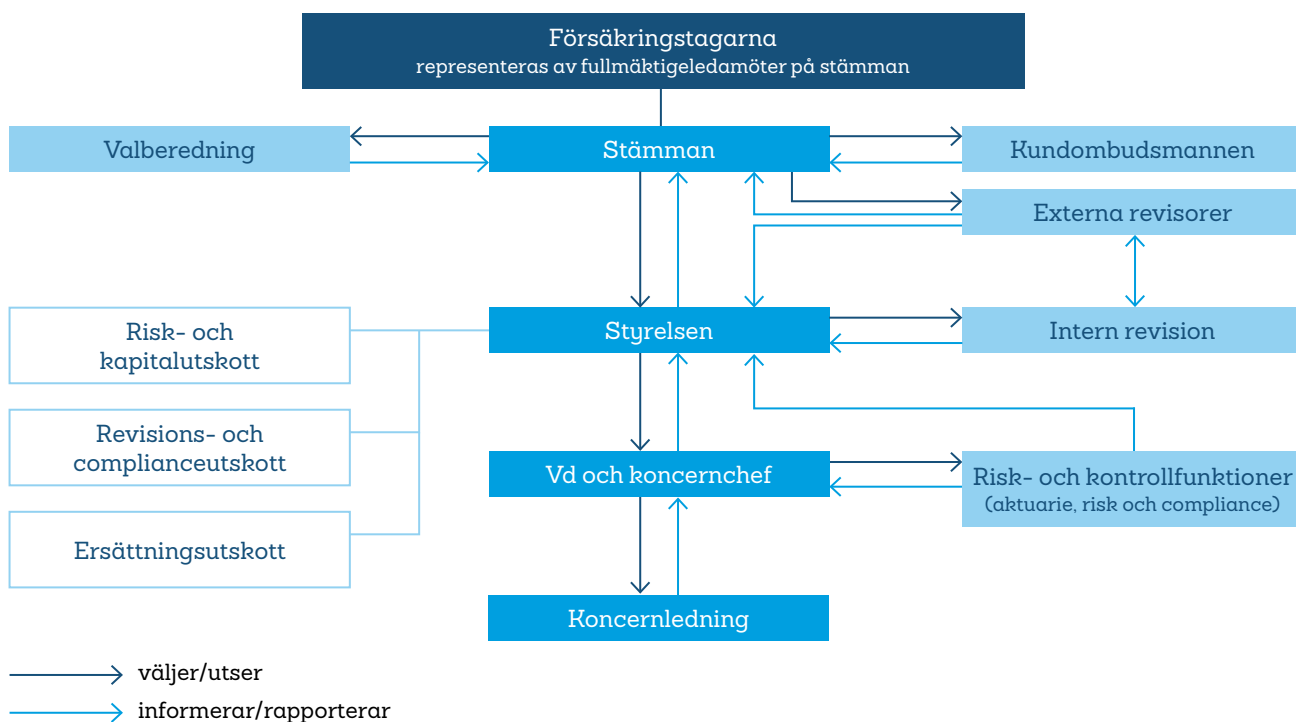 Försäkringstagarna
representeras av fullmäktigeledamöter på stämman
Valberedning
Stämman
Kundombudsmannen
Externa revisorer
Risk- och
kapitalutskott
Styrelsen
Intern revision
Revisions- och
complianceutskott
Vd och koncernchef
Risk- och kontrollfunktioner
(aktuarie, risk och compliance)
Ersättningsutskott
Koncernledning
väljer/utser
informerar/rapporterar